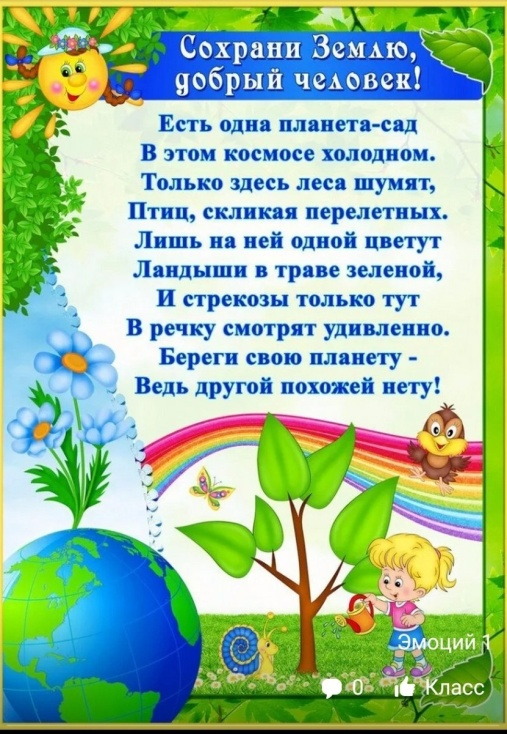 Сохрани Землю,
добрый человек!
Есть одна планета-сад
В этом космосе холодном.
Только здесь леса шумят,
Птиц, скликая перелетных.
Лишь на ней одной цветут
Ландыши в траве зеленой,
И стрекозы только тут
В речку смотрят удивленно.
Береги свою планету -
Ведь другой похожей нету!
Эмоций 1
0 Класс